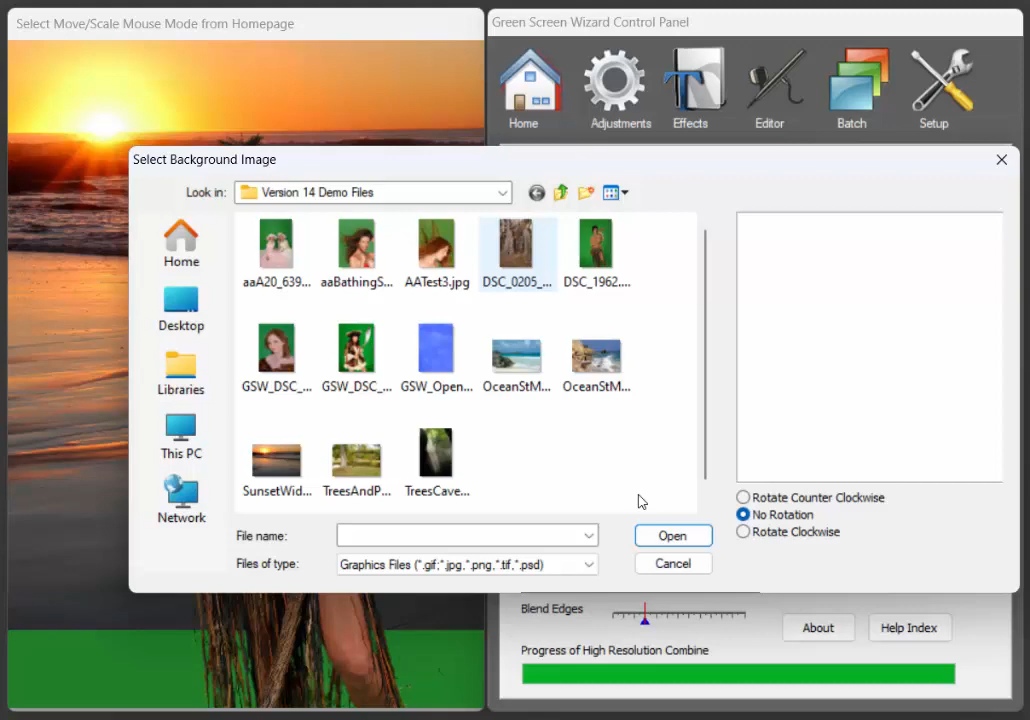 Select Move/Scale Mouse Mode from Homepage
Green Screen Wizard Control Panel
Home
Adjustments
Effects
Editor
Batch
Setup
Select Background Image
Look in:
Version 14 Demo Files
Home
Desktop
Libraries
This PC
Network
aaA20_639...
aaBathingS...
AATest3.jpg
DSC_0205_...
DSC_1962....
GSW_DSC_...
GSW_DSC_...
GSW_Open...
OceanStM...
OceanStM...
SunsetWid...
TreesAndP...
TreesCave...
File name:
Open
Files of type:
Graphics Files (*.gif;*.jpg,*.png,*.tif,*.psd)
Cancel
Rotate Counter Clockwise
No Rotation
Rotate Clockwise
Blend Edges
About
Help Index
Progress of High Resolution Combine